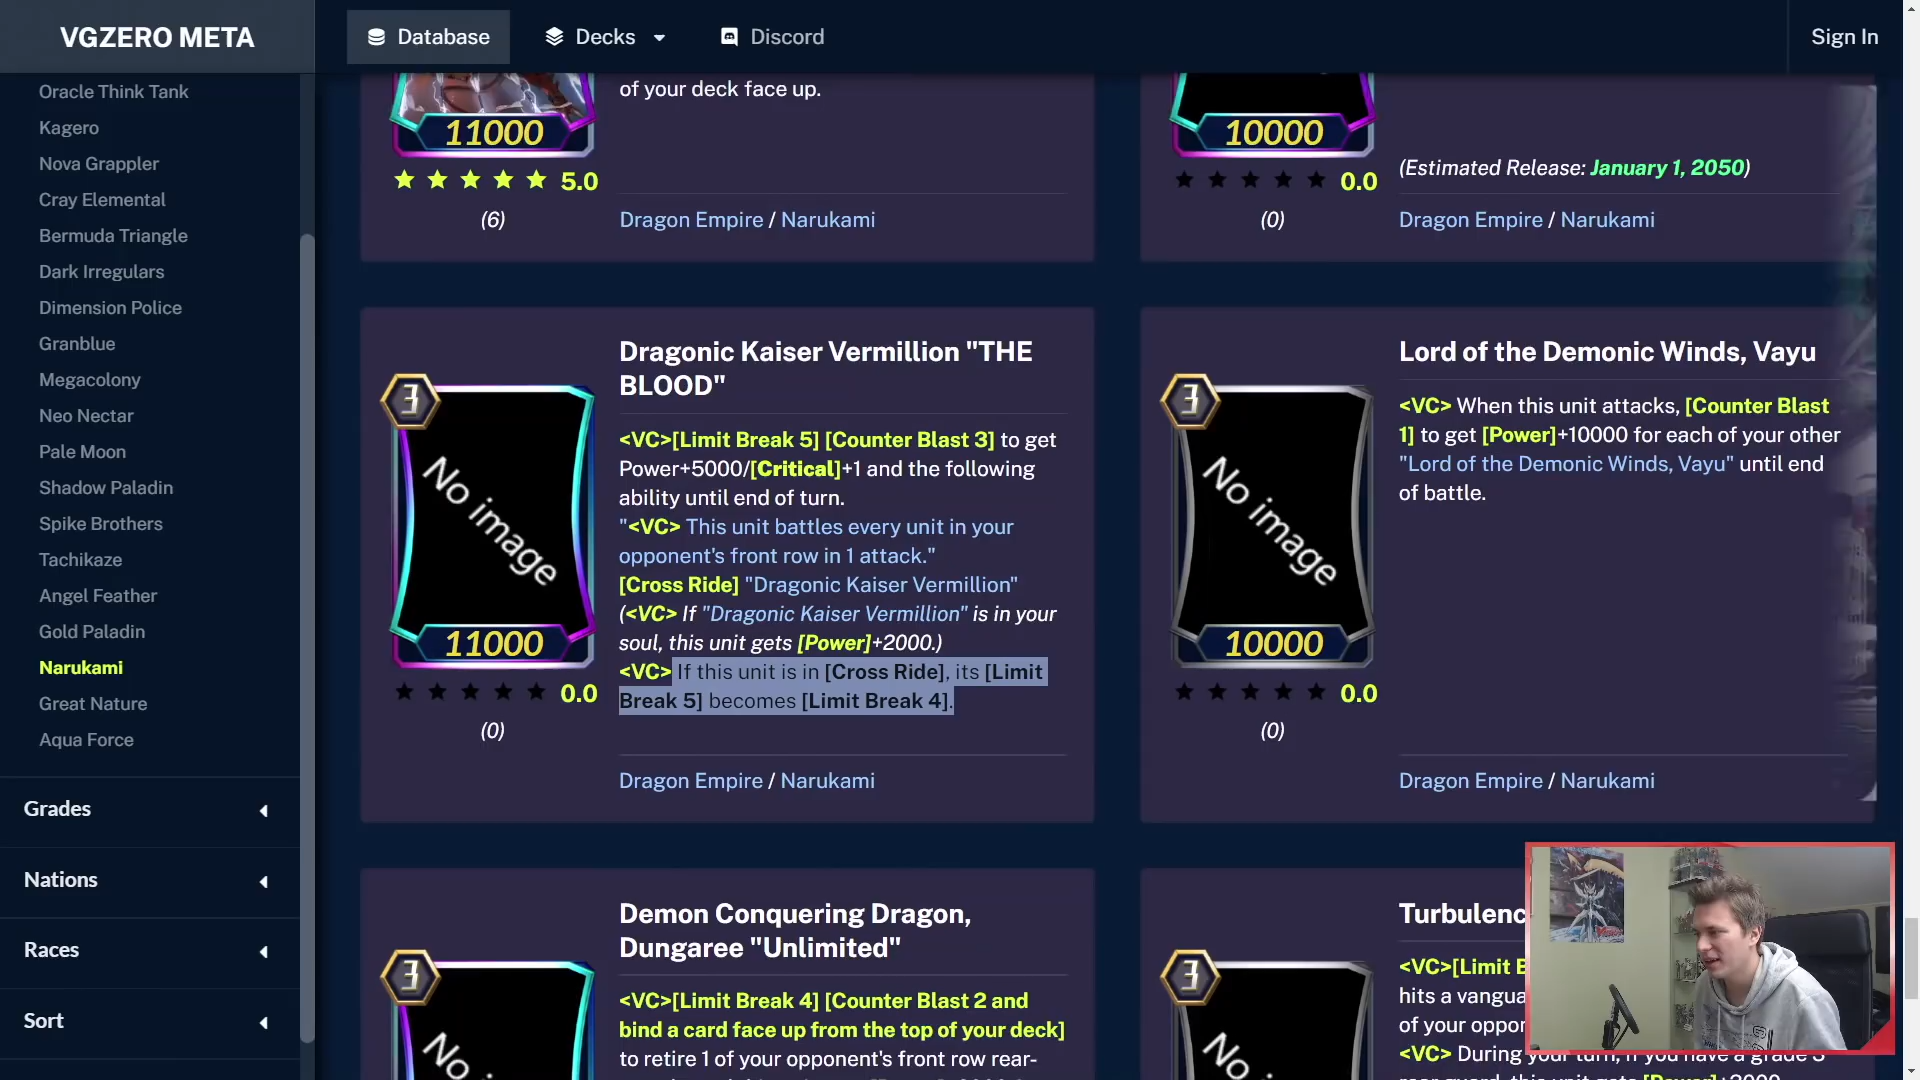 VGZERO META
Database
Decks
Discord
Sign In
Oracle Think Tank
Kagero
Nova Grappler
Cray Elemental
Bermuda Triangle
Dark Irregulars
Dimension Police
Granblue
Megacolony
Neo Nectar
Pale Moon
Shadow Paladin
Spike Brothers
Tachikaze
Angel Feather
Gold Paladin
Narukami
Great Nature
Aqua Force
Grades
Nations
Races
Sort
11000
5.0
(6)
of your deck face up.
Dragon Empire / Narukami
10000
0.0
(0)
(Estimated Release: January 1, 2050)
Dragon Empire / Narukami
3
No image
11000
0.0
(0)
Dragonic Kaiser Vermillion "THE
BLOOD"
<VC>[Limit Break 5] [Counter Blast 3] to get
Power+5000/[Critical]+1 and the following
ability until end of turn.
"<VC> This unit battles every unit in your
opponent's front row in 1 attack."
[Cross Ride] "Dragonic Kaiser Vermillion"
(<VC> If "Dragonic Kaiser Vermillion" is in your
soul, this unit gets [Power]+2000.)
<VC> If this unit is in [Cross Ride], its [Limit
Break 5] becomes [Limit Break 4].
Dragon Empire / Narukami
3
No image
10000
0.0
(0)
Lord of the Demonic Winds, Vayu
<VC> When this unit attacks, [Counter Blast
1] to get [Power]+10000 for each of your other
"Lord of the Demonic Winds, Vayu" until end
of battle.
Dragon Empire / Narukami
3
No image
Demon Conquering Dragon,
Dungaree "Unlimited"
<VC>[Limit Break 4] [Counter Blast 2 and
bind a card face up from the top of your deck]
to retire 1 of your opponent's front row rear-
3
No image
Turbulenc
<VC>[Limit B
hits a vangua
of your oppon
<VC> During your turn, if you have a grade 3